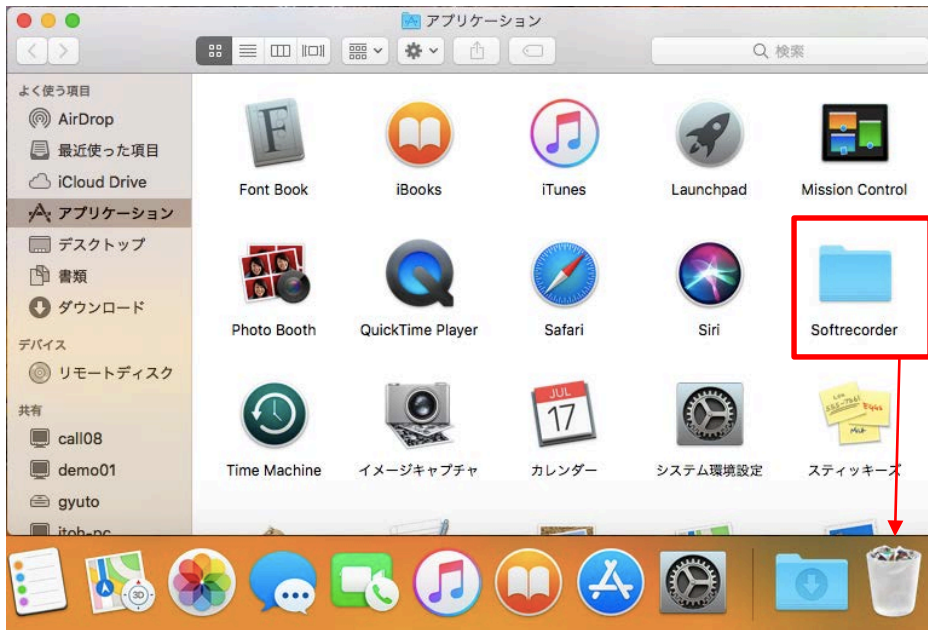 アプリケーション
検索
よく使う項目
AirDrop
最近使った項目
iCloud Drive
アプリケーション
デスクトップ
書類
ダウンロード
デバイス
リモートディスク
共有
call08
demo01
gyuto
itoh-pc
Font Book
iBooks
iTunes
Launchpad
Mission Control
Photo Booth
QuickTime Player
Safari
Siri
Softrecorder
JUL
17
Time Machine
イメージキャプチャ
カレンダー
システム環境設定
スティッキーズ
3D